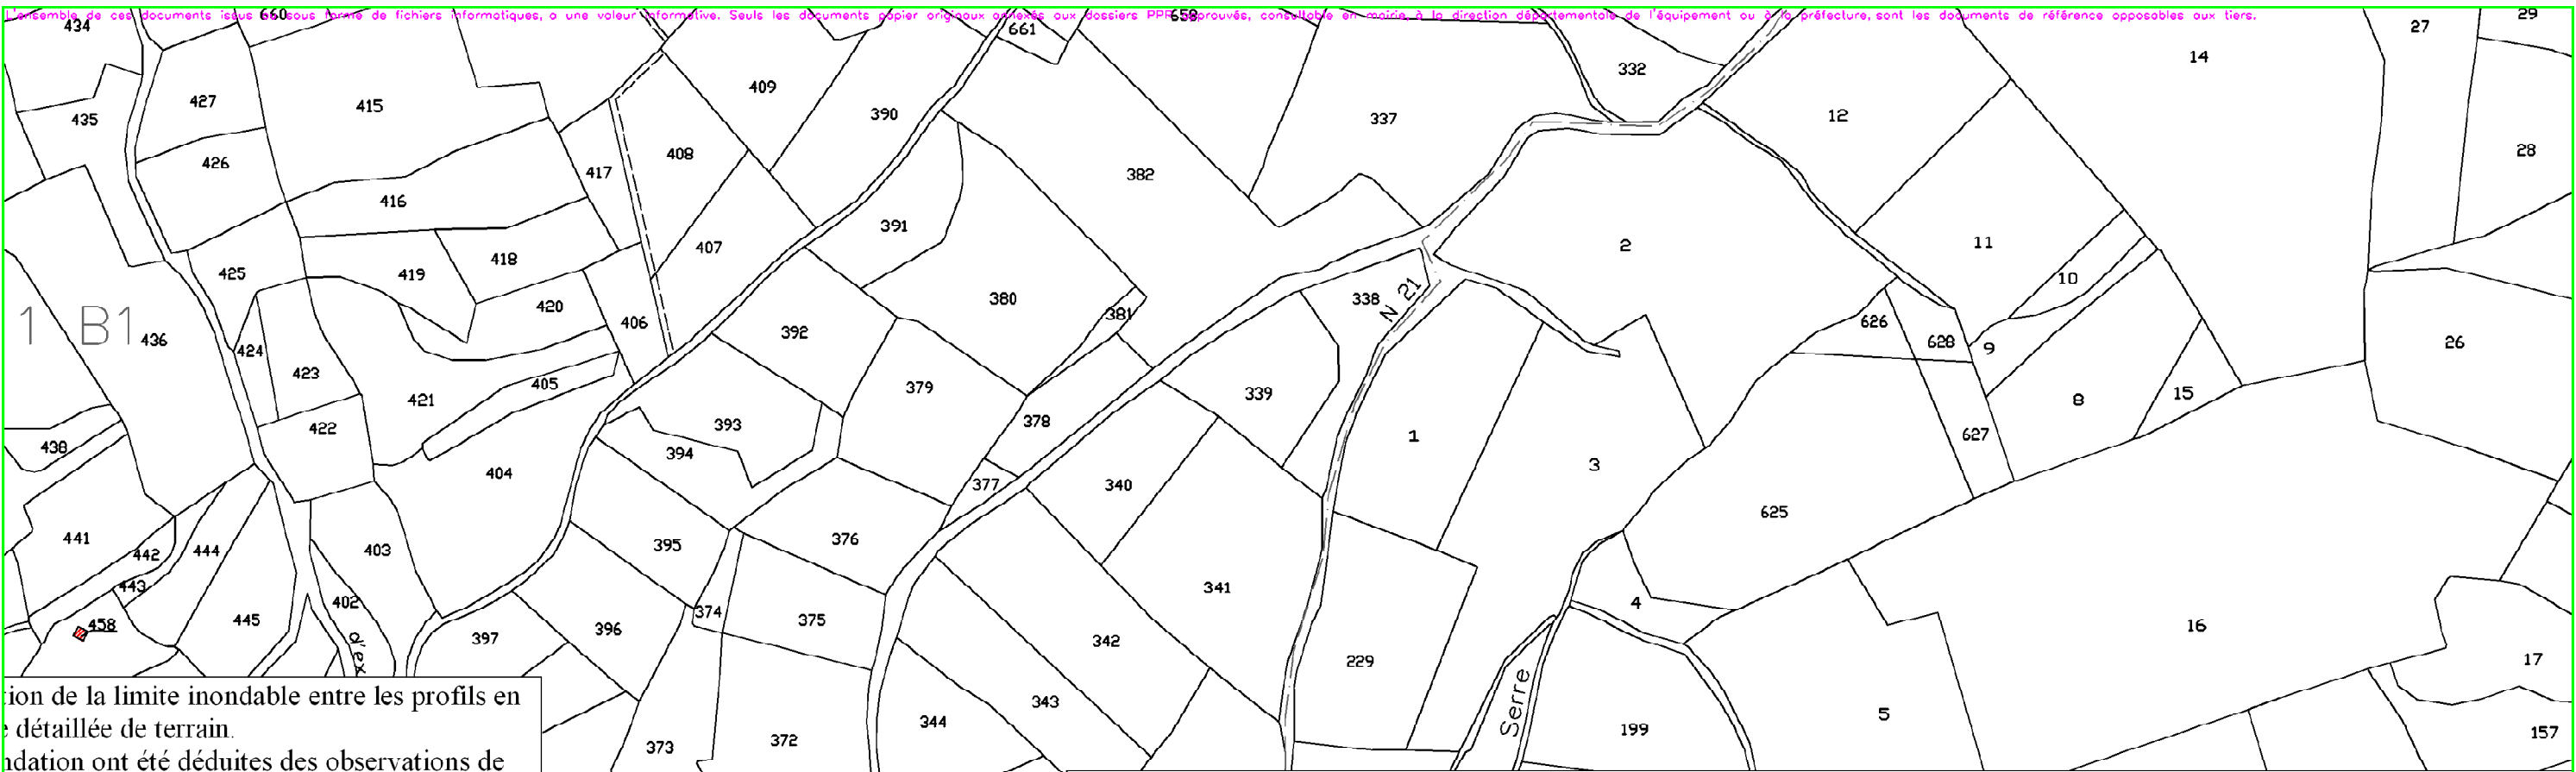 L'ensemble de ces documents issus sous forme de fichiers informatiques, a une valeur informative. Seuls les documents papier originaux annexés aux dossiers PPR approuvés, consultable en mairie, à la direction départementale de l'équipement ou à la préfecture, sont les documents de référence opposables aux tiers.
434 660 661 658 27 29
427 415 409 390 332 14
435 337 12
426 417 408 382 28
416 391
425 419 418 407 2 11
420 380 338 N 21 10
1 B1 436 406 381 626
424 392 628 9 26
423 405 379 339
421 8 15
422 393 378 1 627
438 394 3
404 377 340
441 442 444 403 395 376 625
443 341
458 402 374 4
445 397 396 375 342 16
d'ex 229 17
tion de la limite inondable entre les profils en
e détaillée de terrain.
ndation ont été déduites des observations de
343 Serre
373 372 344 199 5 157